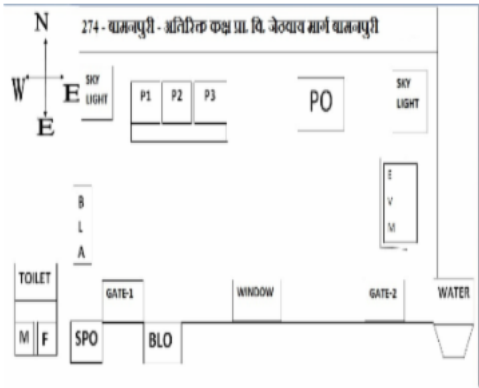 N
274 - बामनपुरी - अतिरिक्त कक्ष प्रा. वि. जेठवाय मार्ग बामनपुरी
W E
E
SKY
LIGHT
P1 P2 P3
PO
SKY
LIGHT
B
L
A
E
V
M
TOILET
GATE-1
WINDOW
GATE-2
WATER
M F
SPO
BLO